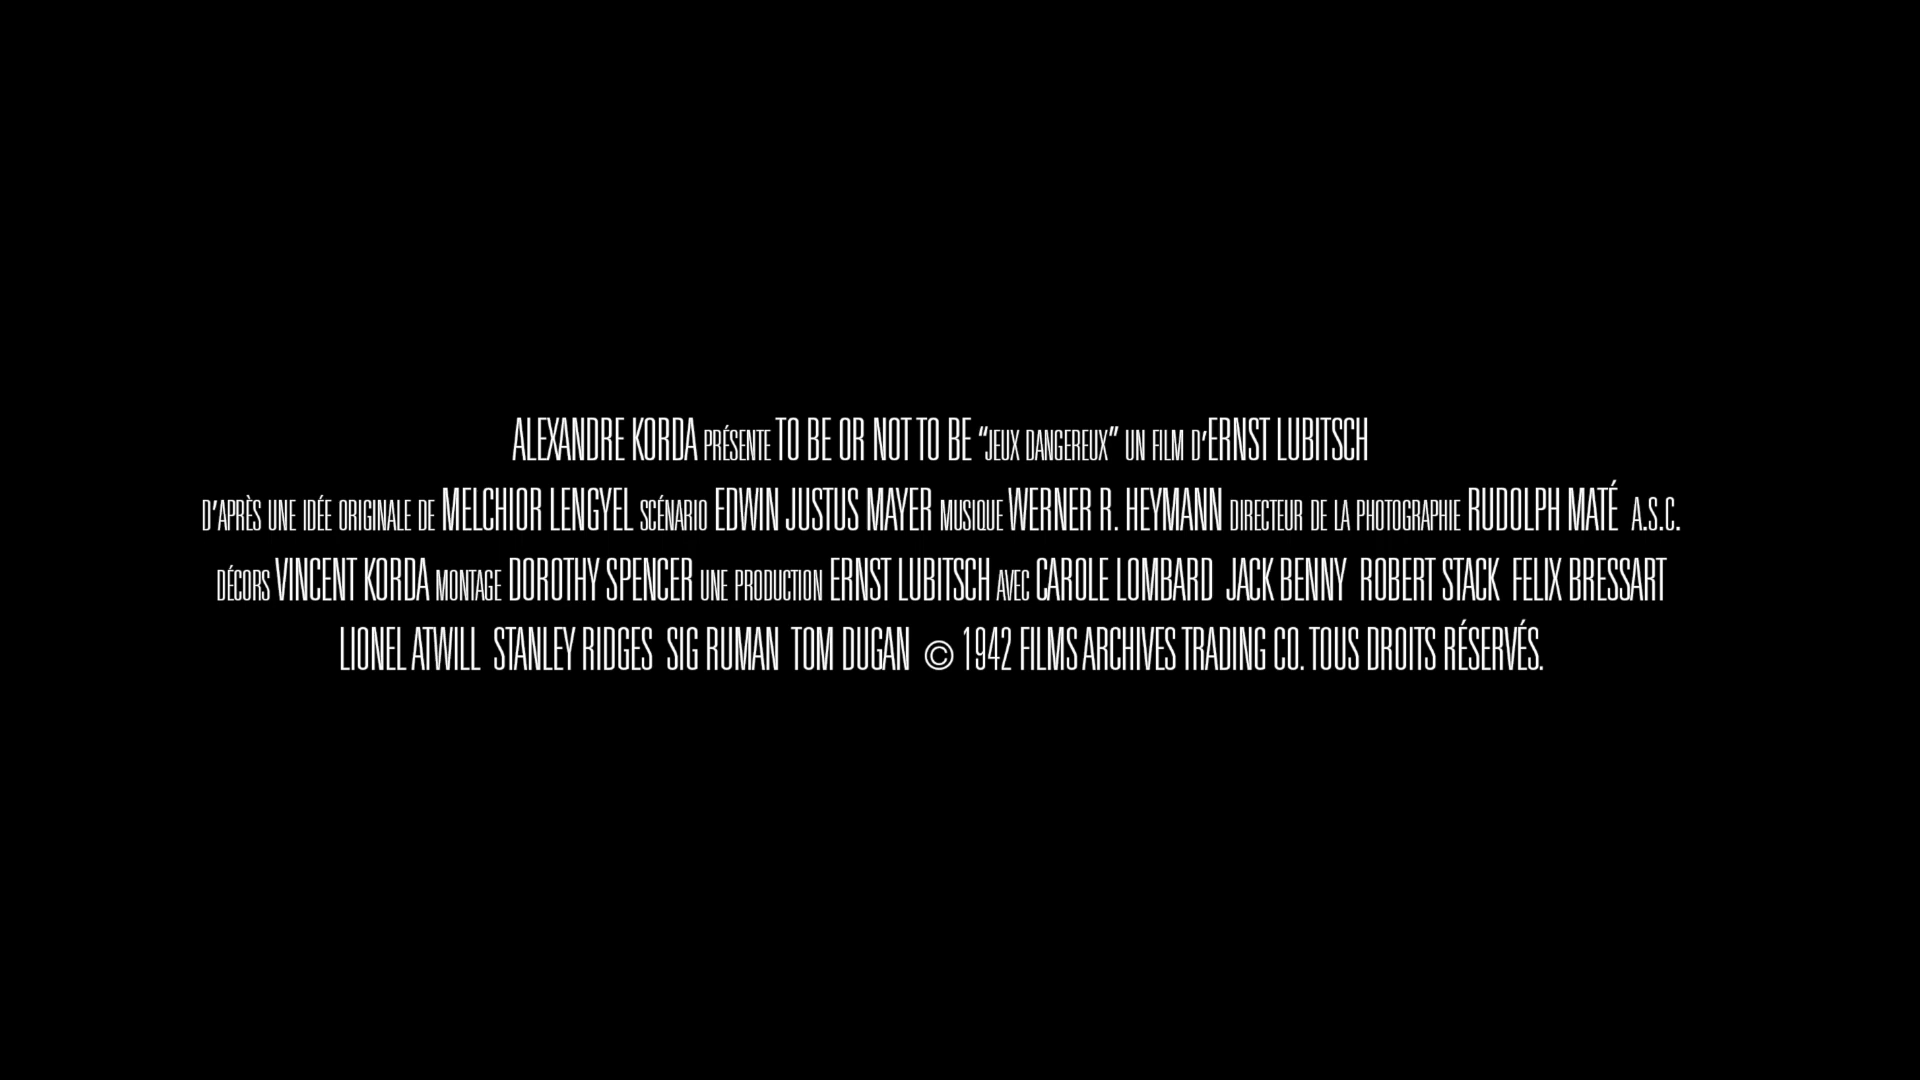 ALEXANDRE KORDA PRÉSENTE TO BE OR NOT TO BE “JEUX DANGEREUX” UN FILM D’ERNST LUBITSCH
D’APRÈS UNE IDÉE ORIGINALE DE MELCHIOR LENGYEL SCÉNARIO EDWIN JUSTUS MAYER MUSIQUE WERNER R. HEYMANN DIRECTEUR DE LA PHOTOGRAPHIE RUDOLPH MATÉ A.S.C.
DÉCORS VINCENT KORDA MONTAGE DOROTHY SPENCER UNE PRODUCTION ERNST LUBITSCH AVEC CAROLE LOMBARD JACK BENNY ROBERT STACK FELIX BRESSART
LIONEL ATWILL STANLEY RIDGES SIG RUMAN TOM DUGAN © 1942 FILMS ARCHIVES TRADING CO. TOUS DROITS RÉSERVÉS.